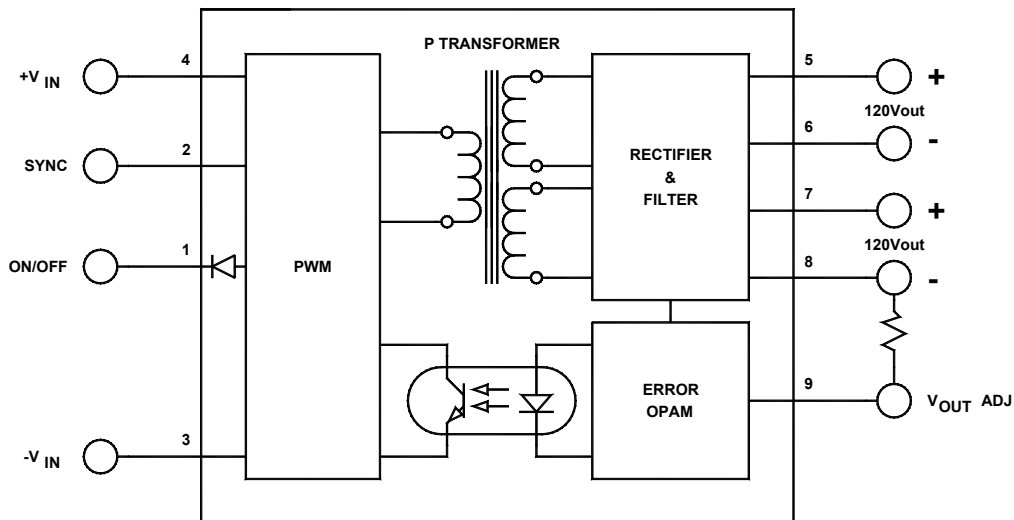 P TRANSFORMER
4
+V IN
2
SYNC
1
ON/OFF
3
-V IN
PWM
RECTIFIER
&
FILTER
ERROR
OPAM
5
+
120Vout
6
-
7
+
120Vout
8
-
9
VOUT ADJ